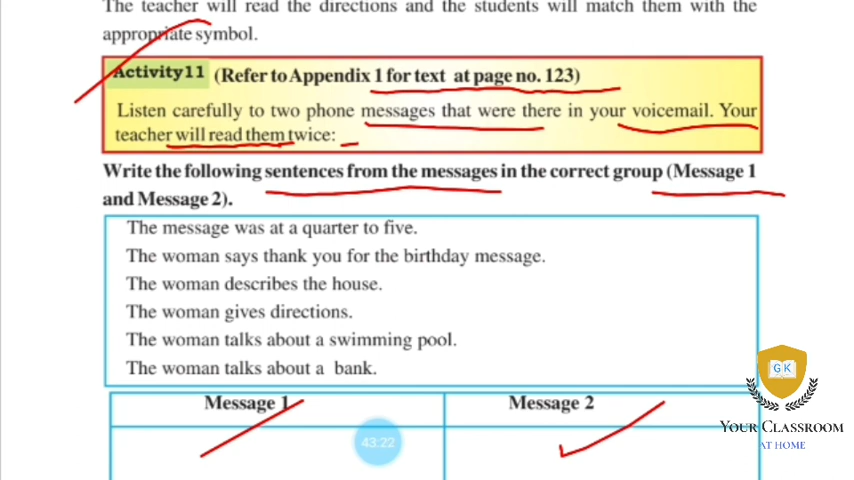 The teacher will read the directions and the students will match them with the
appropriate symbol.
Activity11 (Refer to Appendix 1 for text at page no. 123)
Listen carefully to two phone messages that were there in your voicemail. Your
teacher will read them twice:
Write the following sentences from the messages in the correct group (Message 1
and Message 2).
The message was at a quarter to five.
The woman says thank you for the birthday message.
The woman describes the house.
The woman gives directions.
The woman talks about a swimming pool.
The woman talks about a bank.
Message 1 Message 2
43:22
G K
YOUR CLASSROOM
AT HOME